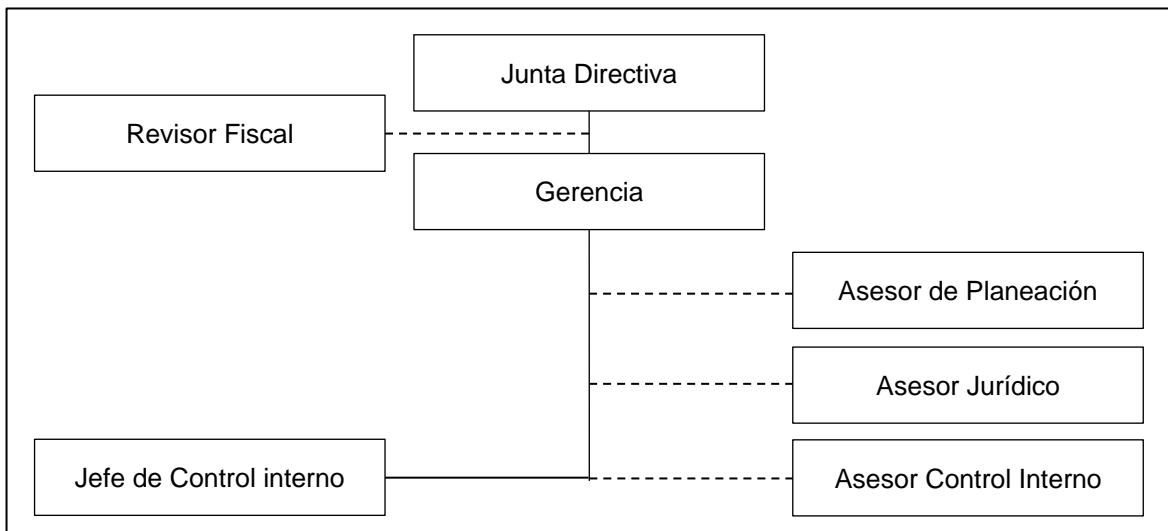 Junta Directiva
Revisor Fiscal
Gerencia
Asesor de Planeación
Asesor Jurídico
Jefe de Control interno
Asesor Control Interno